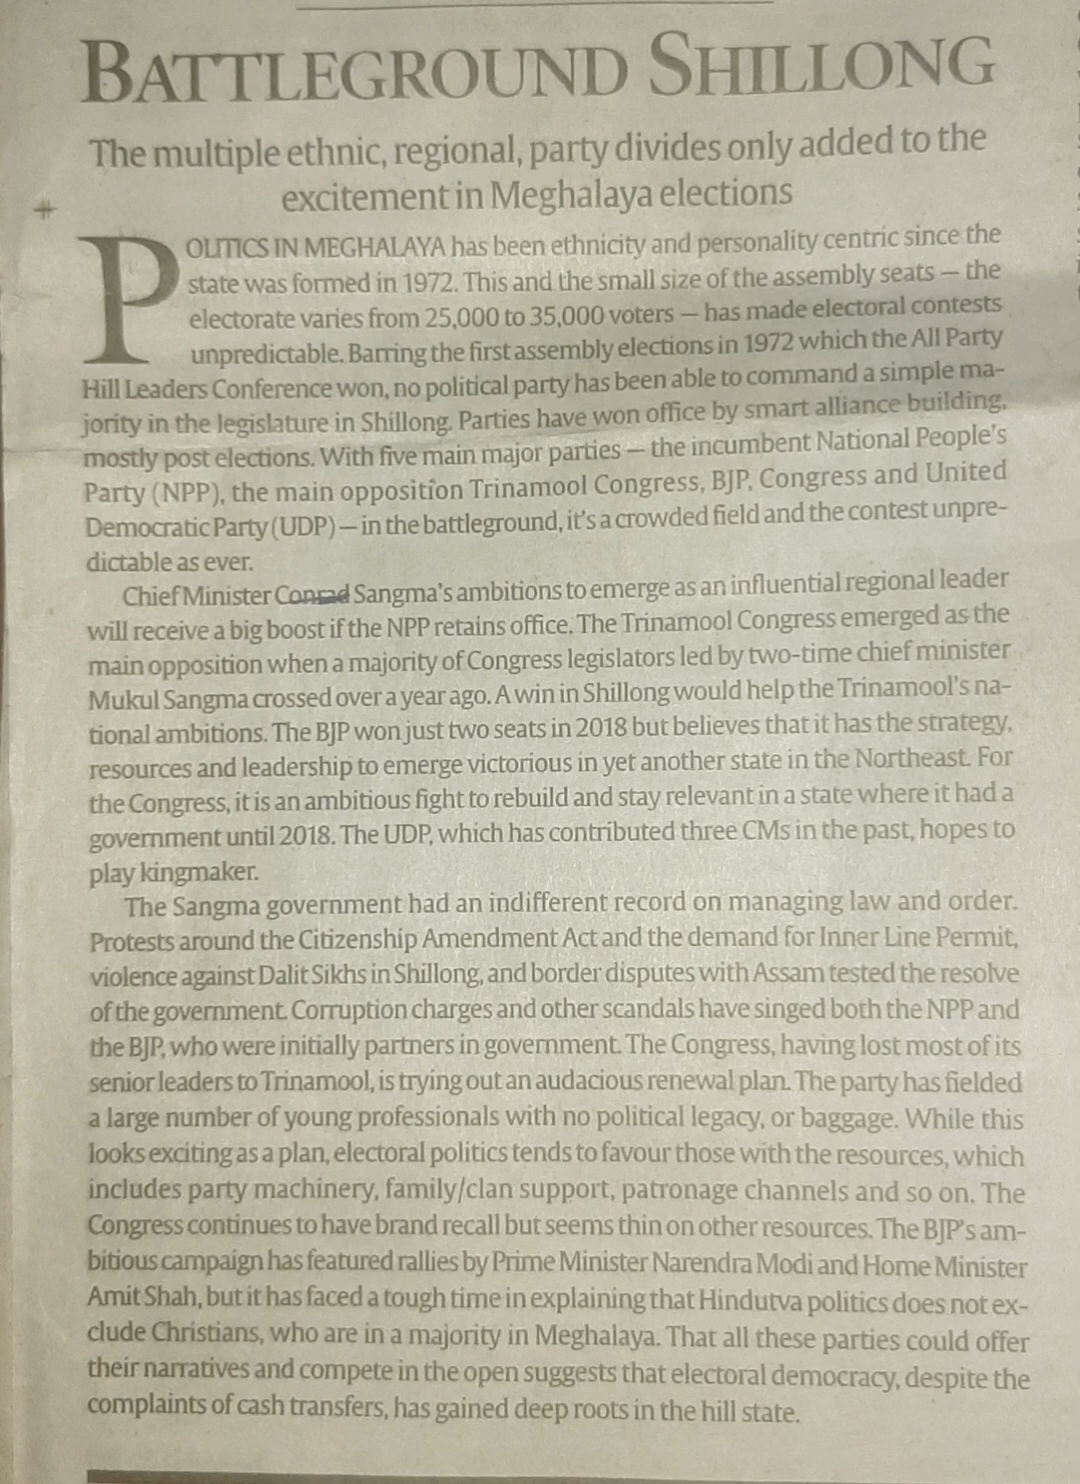 BATTLEGROUND SHILLONG
The multiple ethnic, regional, party divides only added to the
excitement in Meghalaya elections
#
POLITICS IN MEGHALAYA has been ethnicity and personality centric since the
state was formed in 1972. This and the small size of the assembly seats — the
electorate varies from 25,000 to 35,000 voters — has made electoral contests
unpredictable. Barring the first assembly elections in 1972 which the All Party
Hill Leaders Conference won, no political party has been able to command a simple ma-
jority in the legislature in Shillong. Parties have won office by smart alliance building,
mostly post elections. With five main major parties — the incumbent National People's
Party (NPP), the main opposition Trinamool Congress, BJP, Congress and United
Democratic Party (UDP) — in the battleground, it's a crowded field and the contest unpre-
dictable as ever.
Chief Minister Conrad Sangma's ambitions to emerge as an influential regional leader
will receive a big boost if the NPP retains office. The Trinamool Congress emerged as the
main opposition when a majority of Congress legislators led by two-time chief minister
Mukul Sangma crossed over a year ago. A win in Shillong would help the Trinamool's na-
tional ambitions. The BJP won just two seats in 2018 but believes that it has the strategy,
resources and leadership to emerge victorious in yet another state in the Northeast. For
the Congress, it is an ambitious fight to rebuild and stay relevant in a state where it had a
government until 2018. The UDP, which has contributed three CMs in the past, hopes to
play kingmaker.
The Sangma government had an indifferent record on managing law and order.
Protests around the Citizenship Amendment Act and the demand for Inner Line Permit,
violence against Dalit Sikhs in Shillong, and border disputes with Assam tested the resolve
of the government. Corruption charges and other scandals have singed both the NPP and
the BJP, who were initially partners in government. The Congress, having lost most of its
senior leaders to Trinamool, is trying out an audacious renewal plan. The party has fielded
a large number of young professionals with no political legacy, or baggage. While this
looks exciting as a plan, electoral politics tends to favour those with the resources, which
includes party machinery, family/clan support, patronage channels and so on. The
Congress continues to have brand recall but seems thin on other resources. The BJP's am-
bitious campaign has featured rallies by Prime Minister Narendra Modi and Home Minister
Amit Shah, but it has faced a tough time in explaining that Hindutva politics does not ex-
clude Christians, who are in a majority in Meghalaya. That all these parties could offer
their narratives and compete in the open suggests that electoral democracy, despite the
complaints of cash transfers, has gained deep roots in the hill state.